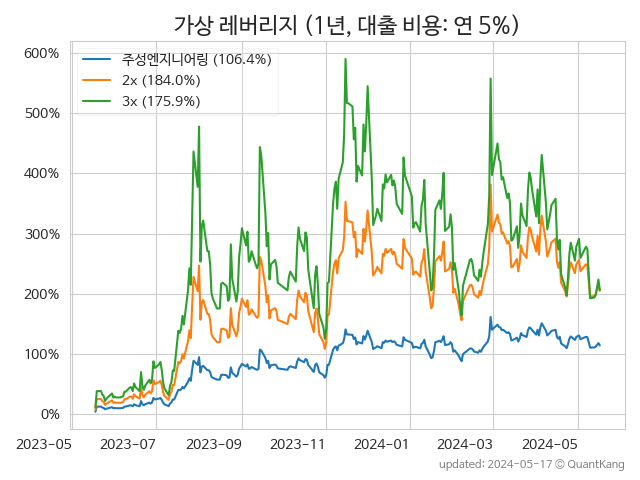 가상 레버리지 (1년, 대출 비용: 연 5%)
600%
500%
400%
300%
200%
100%
0%
주성엔지니어링 (106.4%)
2x (184.0%)
3x (175.9%)
2023-05
2023-07
2023-09
2023-11
2024-01
2024-03
2024-05
updated: 2024-05-17 © QuantKang